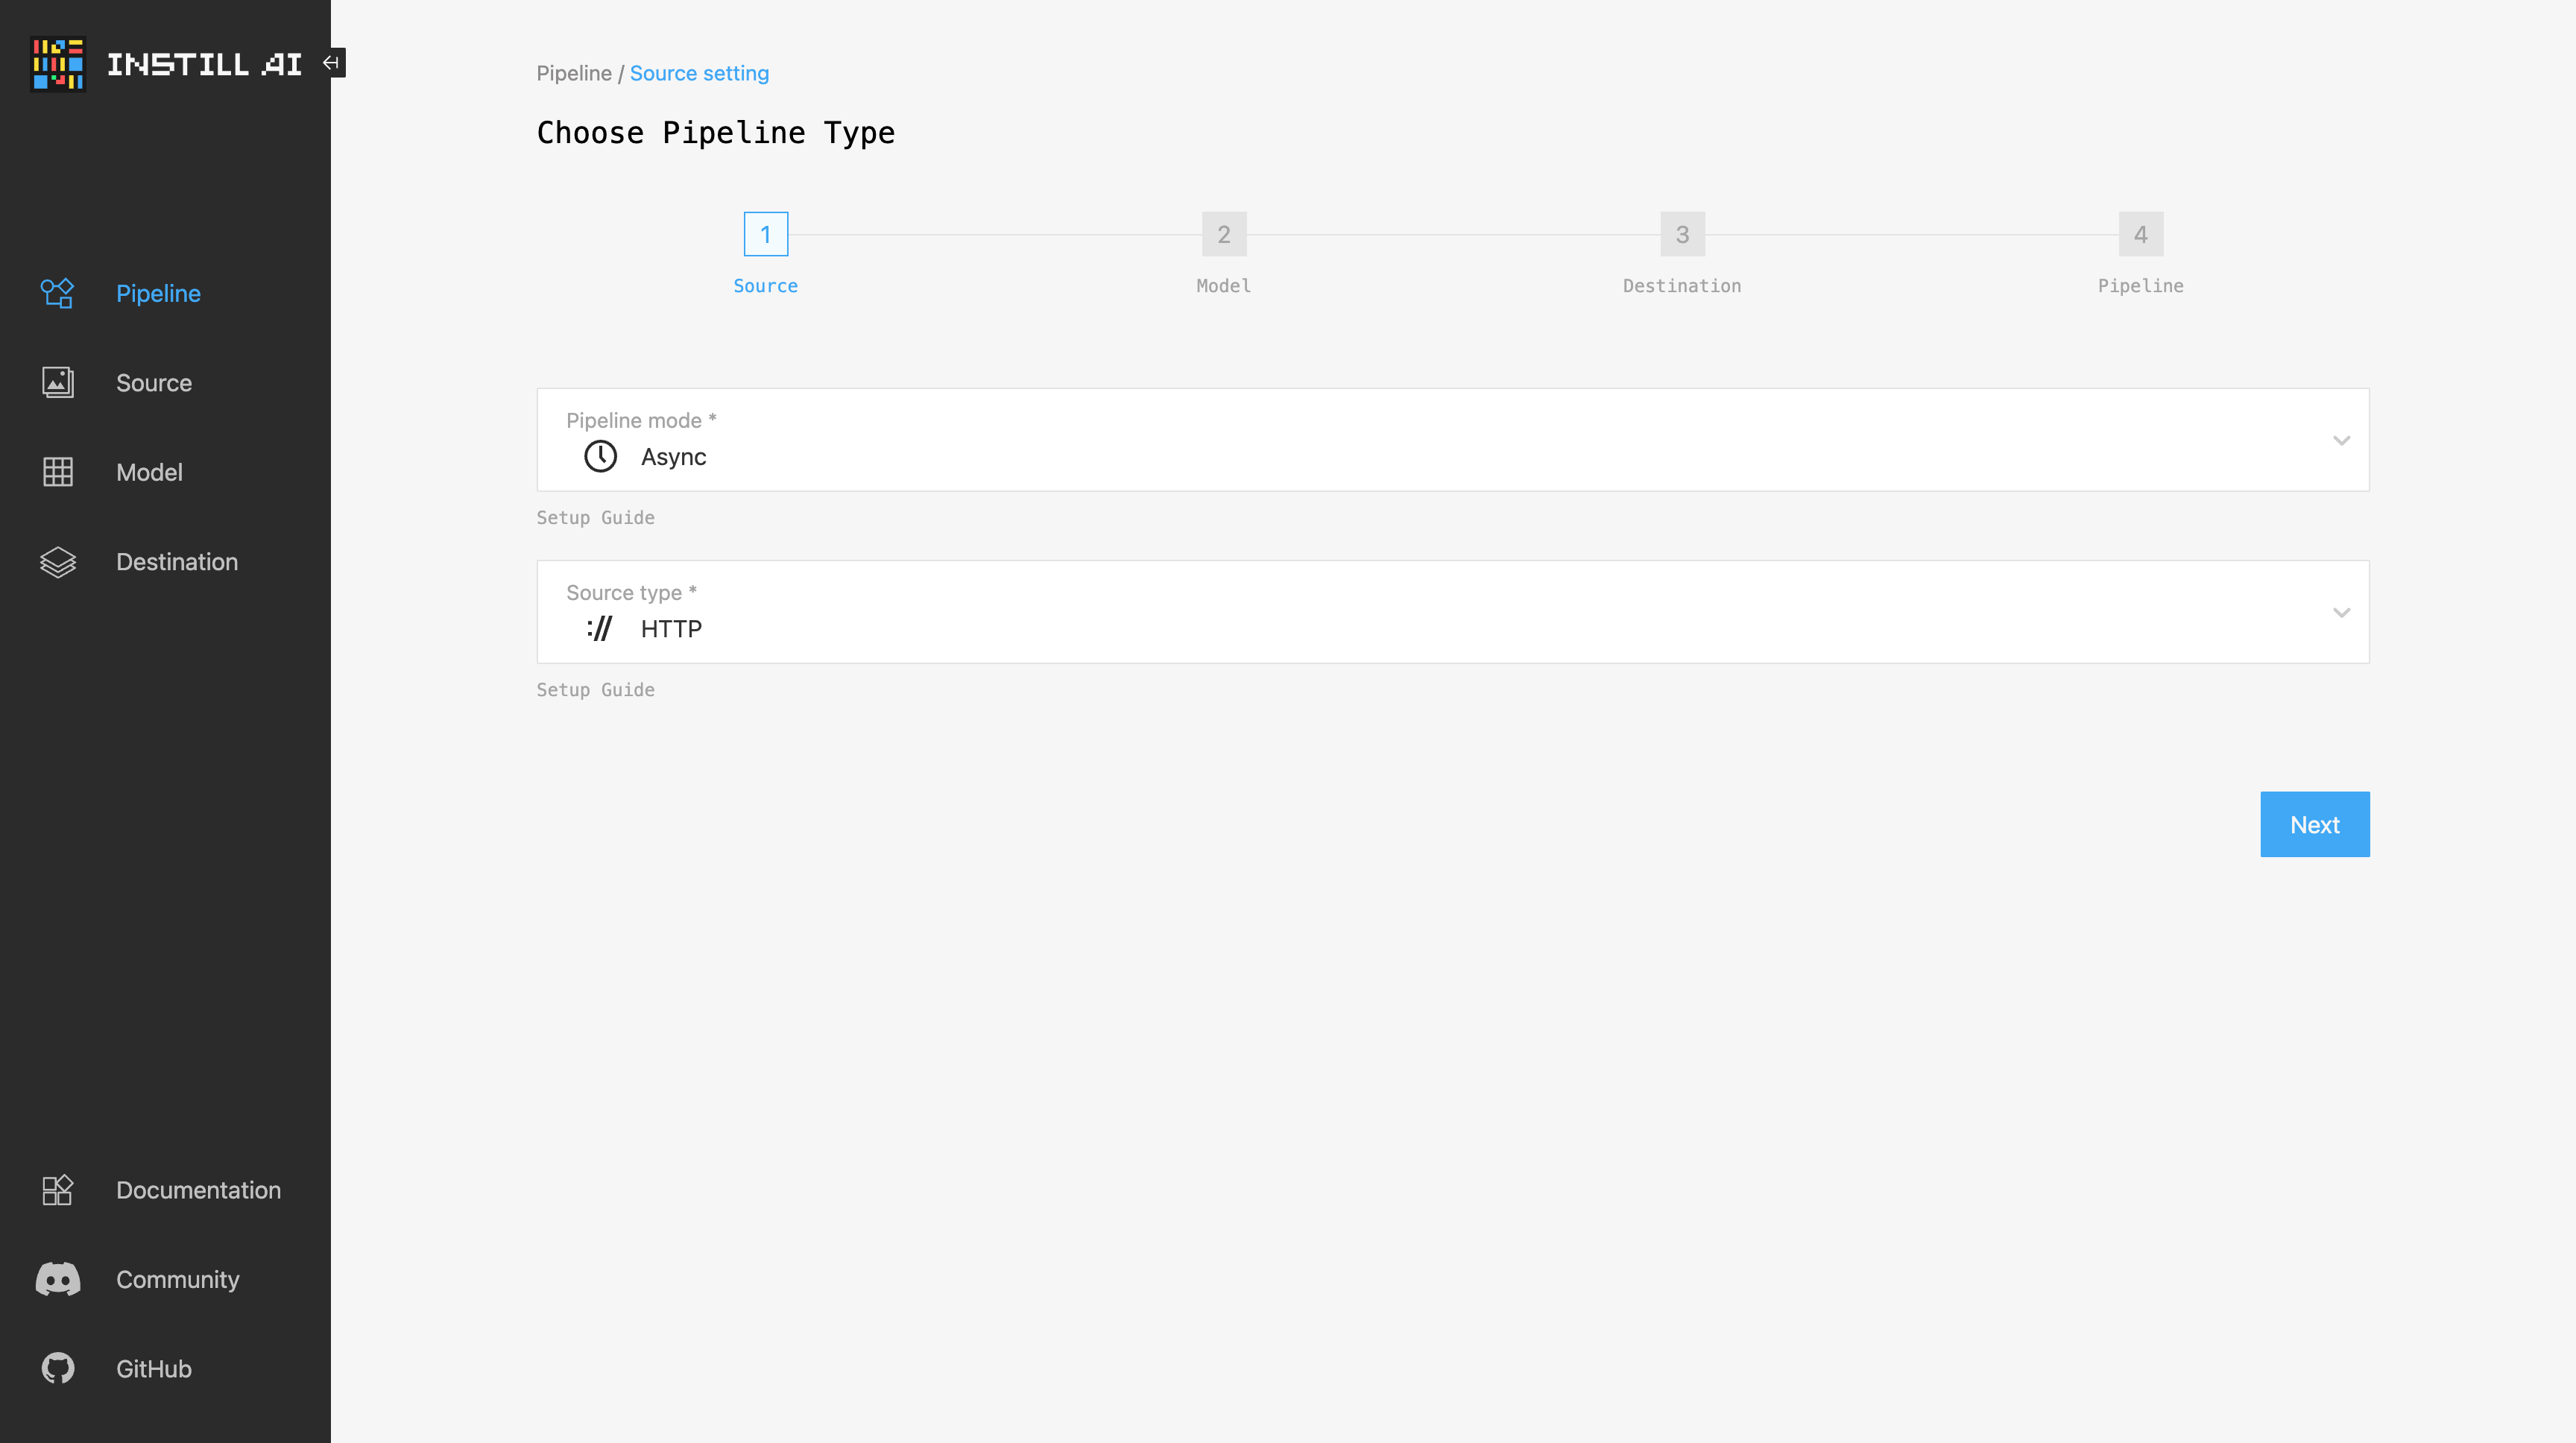 INSTILL AI
Pipeline
Source
Model
Destination
Documentation
Community
GitHub
Pipeline / Source setting
Choose Pipeline Type
1
2
3
4
Source
Model
Destination
Pipeline
Pipeline mode *
Async
Setup Guide
Source type *
:// HTTP
Setup Guide
Next